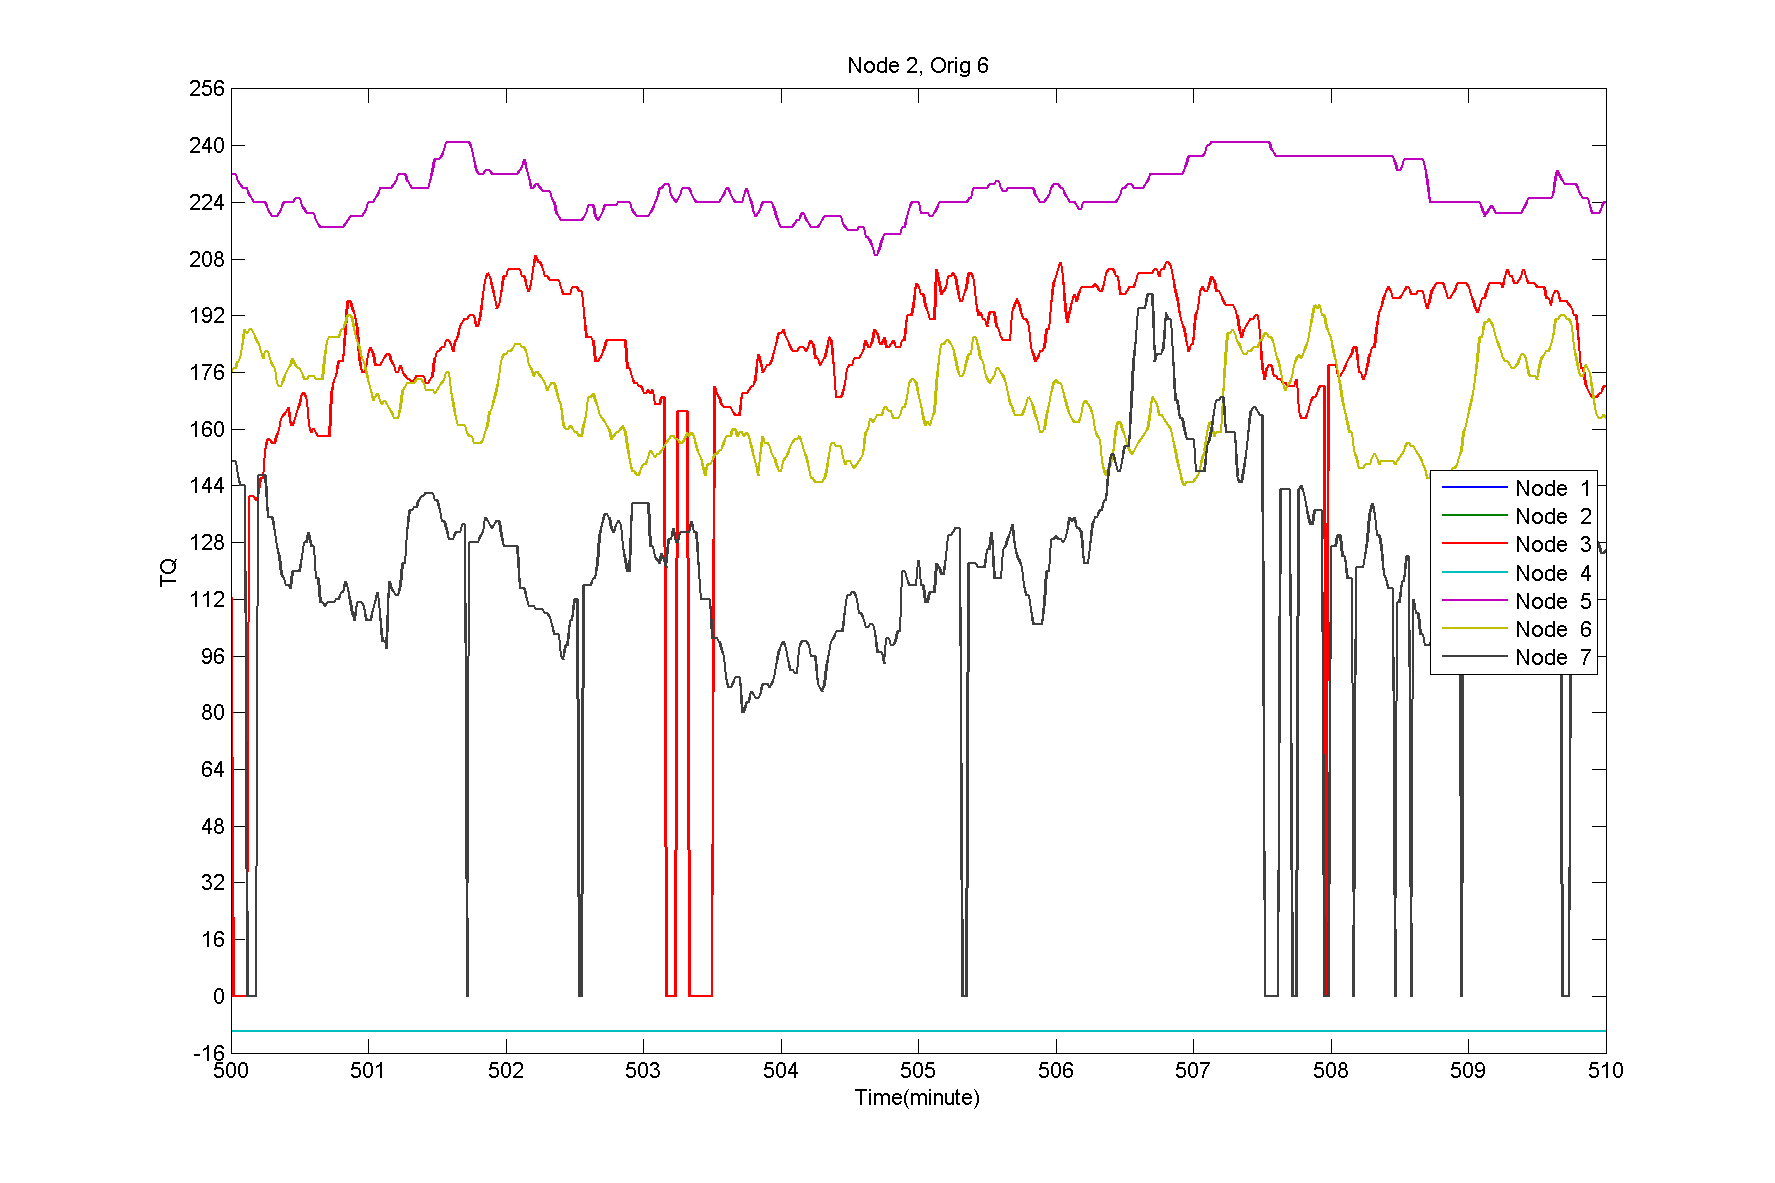 Node 2, Orig 6
256
240
224
208
192
176
160
144
128
112
96
80
64
48
32
16
0
-16
TQ
Node 1
Node 2
Node 3
Node 4
Node 5
Node 6
Node 7
500 501 502 503 504 505 506 507 508 509 510
Time(minute)